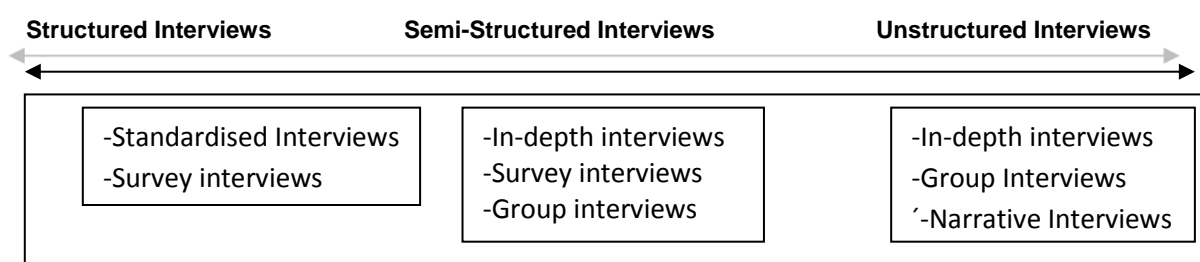 Structured Interviews
Semi-Structured Interviews
Unstructured Interviews
-Standardised Interviews
-Survey interviews
-In-depth interviews
-Survey interviews
-Group interviews
-In-depth interviews
-Group Interviews
´-Narrative Interviews